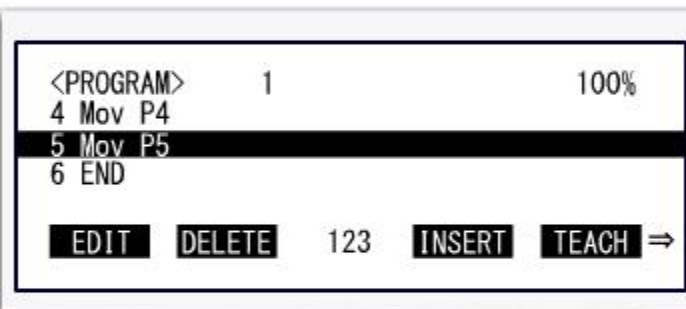 <PROGRAM> 1 100%
4 Mov P4
5 Mov P5
6 END
EDIT DELETE 123 INSERT TEACH ⇒